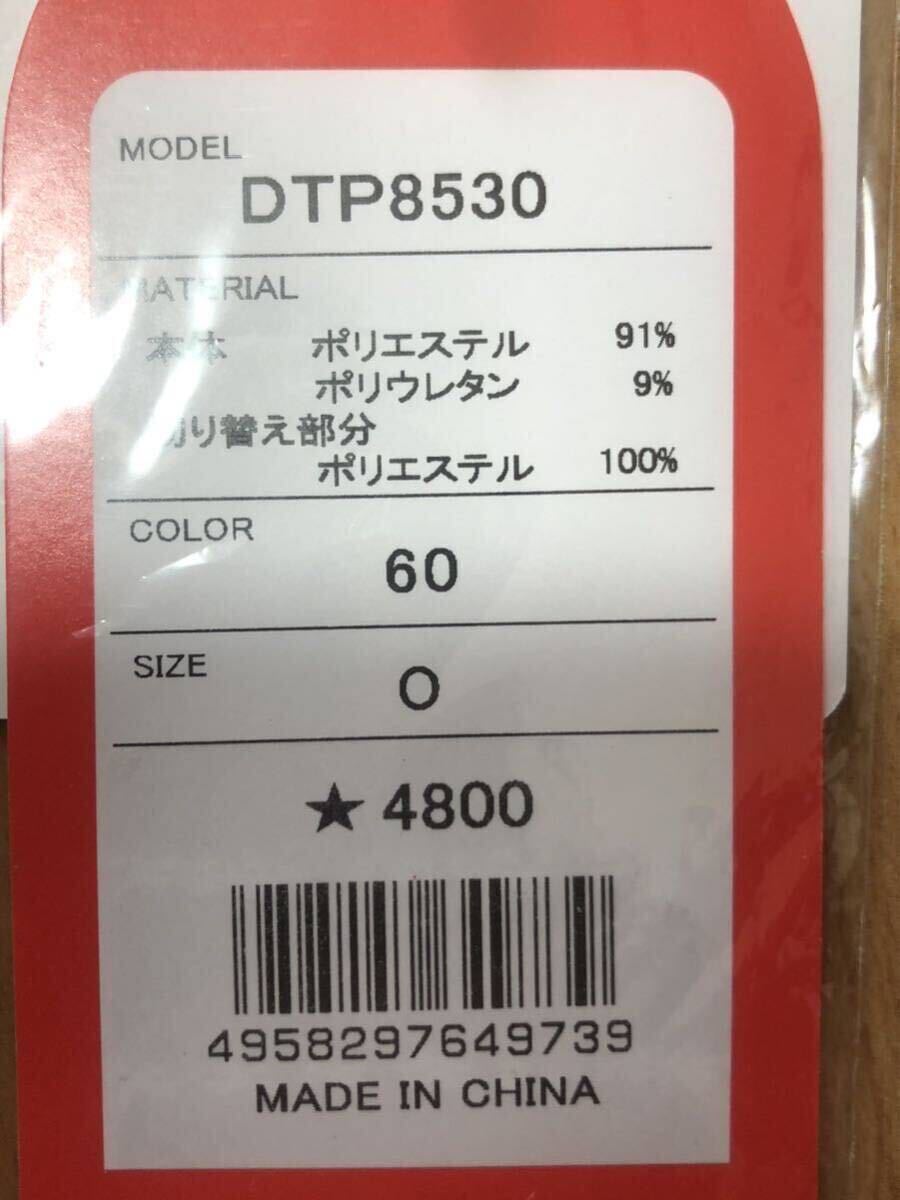 MODEL
DTP8530
MATERIAL
本体 ポリエステル 91%
ポリウレタン 9%
切り替え部分
ポリエステル 100%
COLOR
60
SIZE
O
★4800
4958297649739
MADE IN CHINA